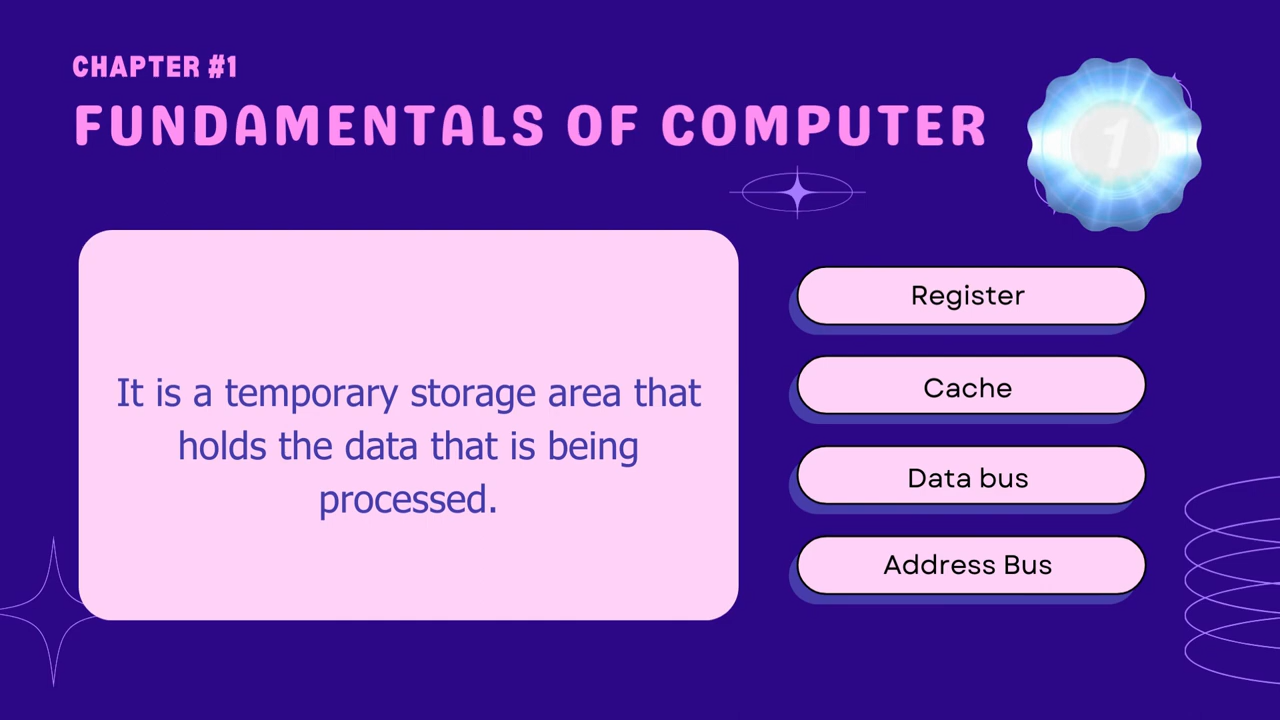 CHAPTER #1
FUNDAMENTALS OF COMPUTER
1
It is a temporary storage area that
holds the data that is being
processed.
Register
Cache
Data bus
Address Bus